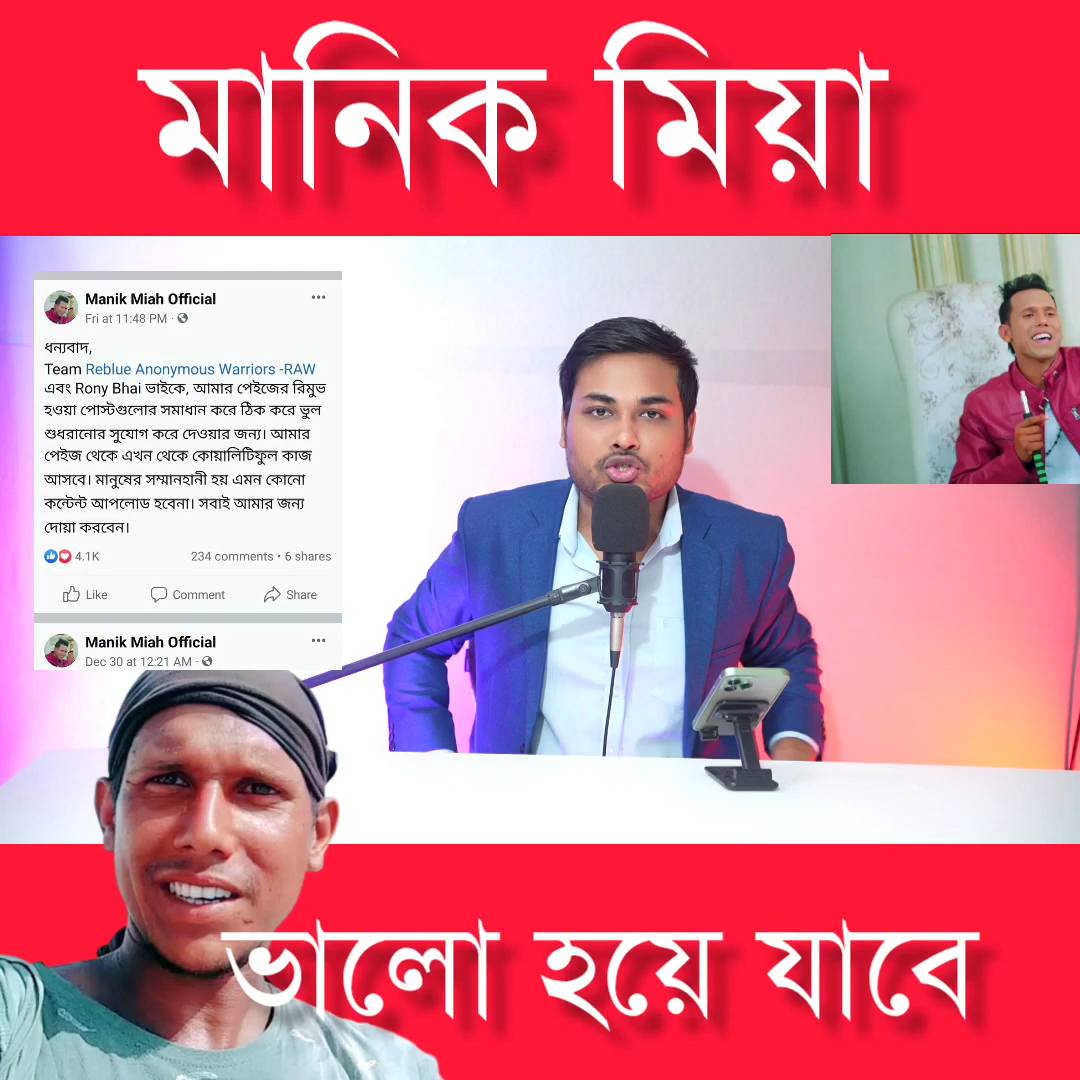 মানিক মিয়া
Manik Miah Official
Fri at 11:48 PM ·
ধন্যবাদ,
Team Reblue Anonymous Warriors -RAW
এবং Rony Bhai ভাইকে, আমার পেইজের রিমুভ
হওয়া পোস্টগুলোর সমাধান করে ঠিক করে ভুল
শুধরানোর সুযোগ করে দেওয়ার জন্য। আমার
পেইজ থেকে এখন থেকে কোয়ালিটিফুল কাজ
আসবে। মানুষের সম্মানহানী হয় এমন কোনো
কন্টেন্ট আপলোড হবেনা। সবাই আমার জন্য
দোয়া করবেন।
4.1K 234 comments • 6 shares
Like Comment Share
Manik Miah Official
Dec 30 at 12:21 AM ·
ভালো হয়ে যাবে